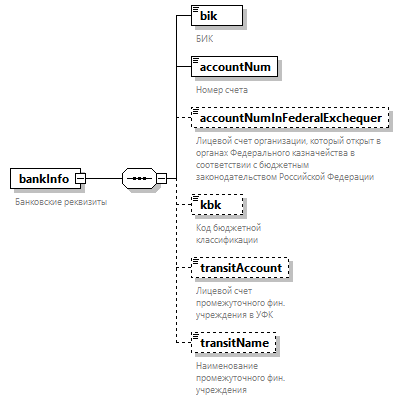 bik
БИК
accountNum
Номер счета
accountNumInFederalExchequer
Лицевой счет организации, который открыт в
органах Федерального казначейства в
соответствии с бюджетным
законодательством Российской Федерации
bankInfo
Банковские реквизиты
kbk
Код бюджетной
классификации
transitAccount
Лицевой счет
промежуточного фин.
учреждения в УФК
transitName
Наименование
промежуточного фин.
учреждения